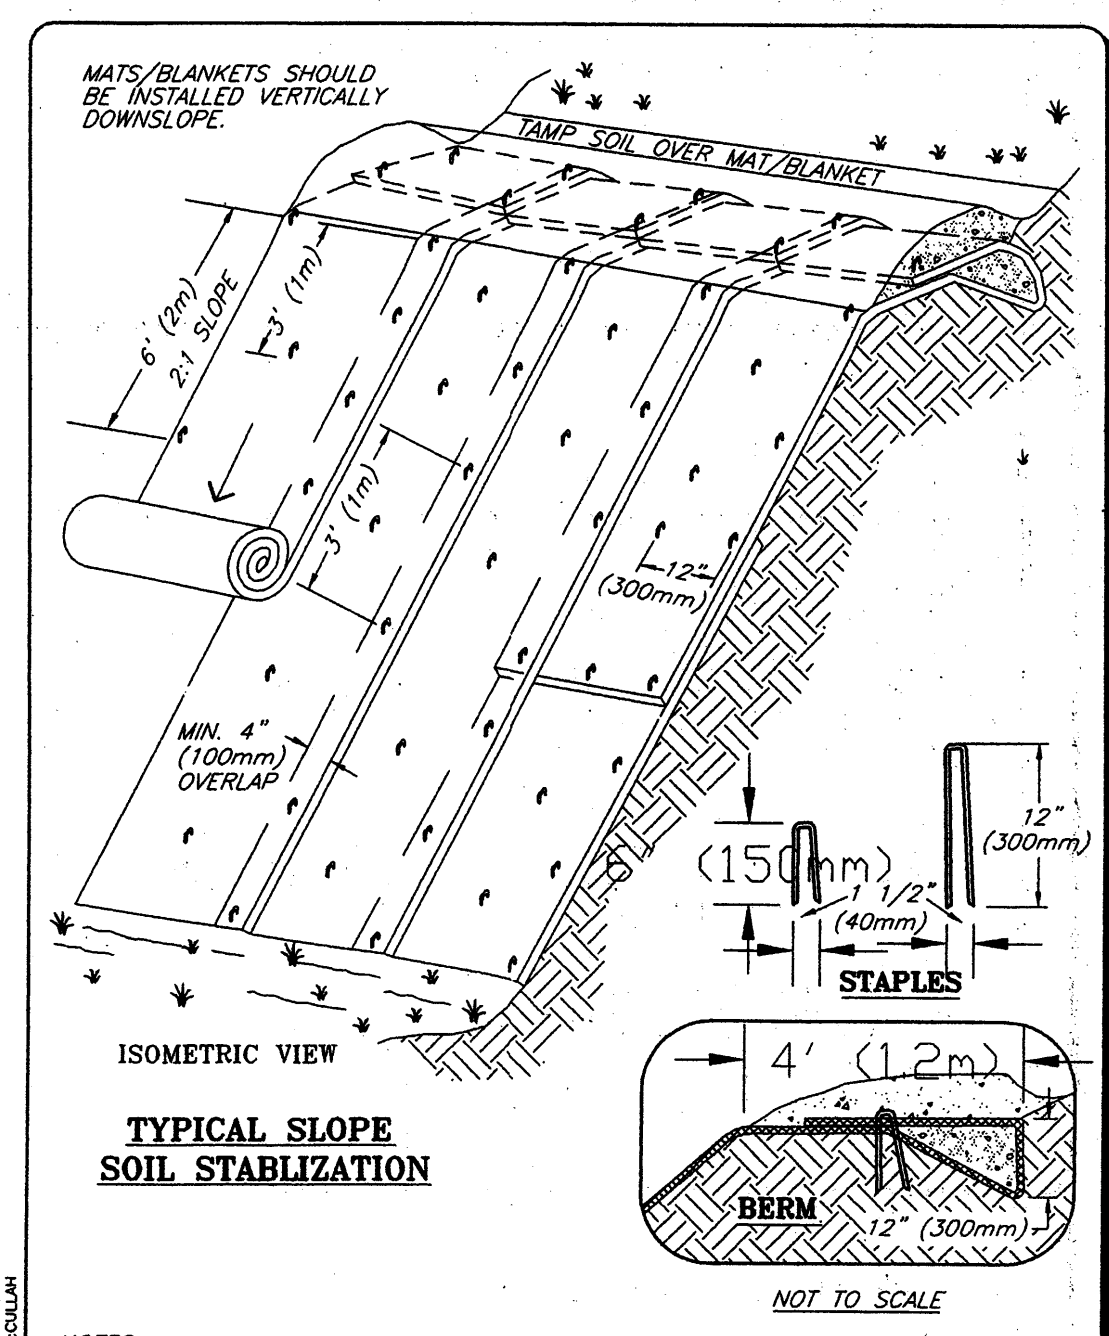 MATS/BLANKETS SHOULD
BE INSTALLED VERTICALLY
DOWNSLOPE.
TAMP SOIL OVER MAT/BLANKET
6' (2m)
2:1 SLOPE
3' (1m)
3' (1m)
12"
(300mm)
MIN. 4"
(100mm)
OVERLAP
12"
(300mm)
(150mm)
1 1/2"
(40mm)
STAPLES
ISOMETRIC VIEW
TYPICAL SLOPE
SOIL STABLIZATION
4' (1.2m)
BERM
12" (300mm)
NOT TO SCALE